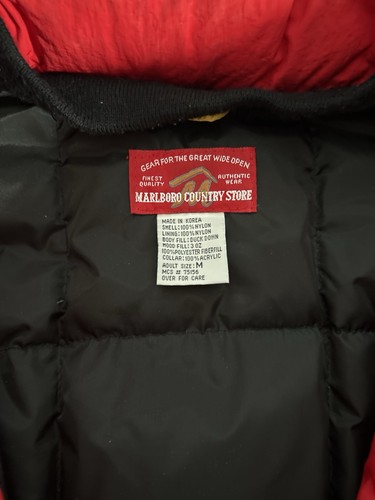 GEAR FOR THE GREAT WIDE OPEN
FINEST QUALITY
AUTHENTIC WEAR
M
MARLBORO COUNTRY STORE
MADE IN KOREA
SHELL:100% NYLON
LINING:100% NYLON
BODY FILL:DUCK DOWN
HOOD FILL:3 OZ
100% POLYESTER FIBERFILL
COLLAR:100% ACRYLIC
ADULT SIZE:M
MCS # 75156
OVER FOR CARE